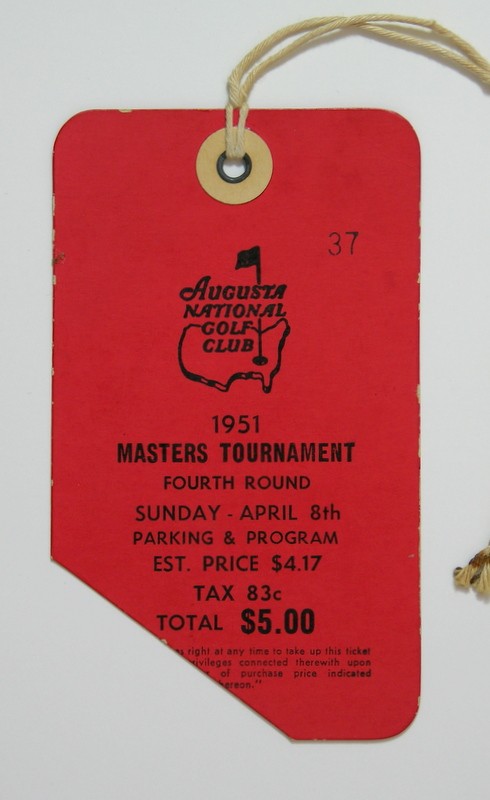 37
Augusta
NATIONAL
GOLF
CLUB
1951
MASTERS TOURNAMENT
FOURTH ROUND
SUNDAY - APRIL 8th
PARKING & PROGRAM
EST. PRICE $4.17
TAX 83c
TOTAL $5.00
right at any time to take up this ticket
connected therewith upon
of purchase price indicated